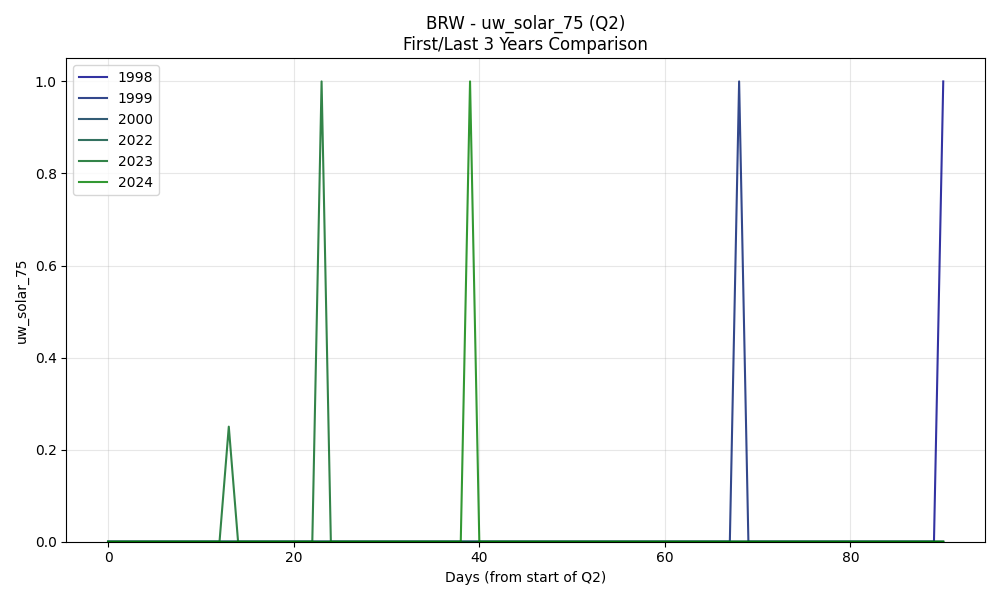 BRW - uw_solar_75 (Q2)
First/Last 3 Years Comparison
1998
1999
2000
2022
2023
2024
1.0
0.8
0.6
0.4
0.2
0.0
uw_solar_75
0 20 40 60 80
Days (from start of Q2)